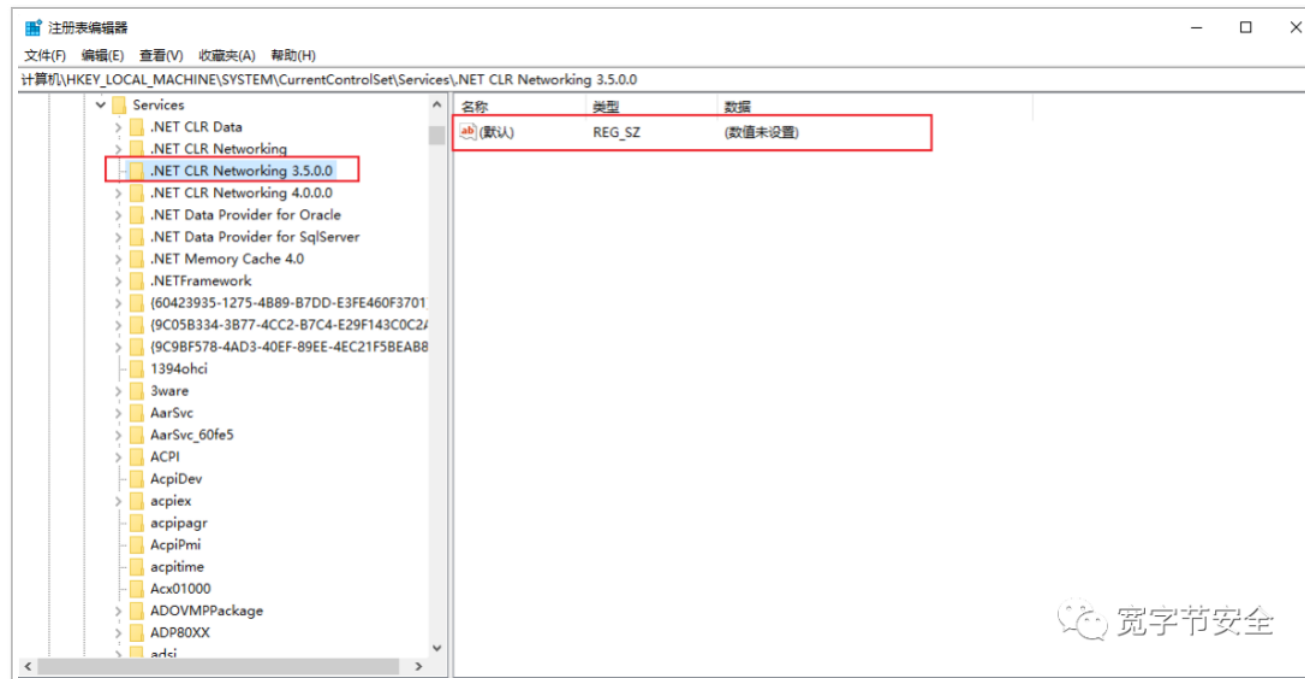 注册表编辑器
文件(F) 编辑(E) 查看(V) 收藏夹(A) 帮助(H)
计算机\HKEY_LOCAL_MACHINE\SYSTEM\CurrentControlSet\Services\.NET CLR Networking 3.5.0.0
Services
.NET CLR Data
.NET CLR Networking
.NET CLR Networking 3.5.0.0
.NET CLR Networking 4.0.0.0
.NET Data Provider for Oracle
.NET Data Provider for SqlServer
.NET Memory Cache 4.0
.NETFramework
{60423935-1275-4B89-B7DD-E3FE460F3701}
{9C05B334-3B77-4CC2-B7C4-E29F143C0C2A
{9C9BF578-4AD3-40EF-89EE-4EC21F5BEAB8
1394ohci
3ware
AarSvc
AarSvc_60fe5
ACPI
AcpiDev
acpiex
acpipagr
AcpiPmi
acpitime
Acx01000
ADOVMPPackage
ADP80XX
adsi
名称 类型 数据
ab (默认) REG_SZ (数值未设置)
宽字节安全